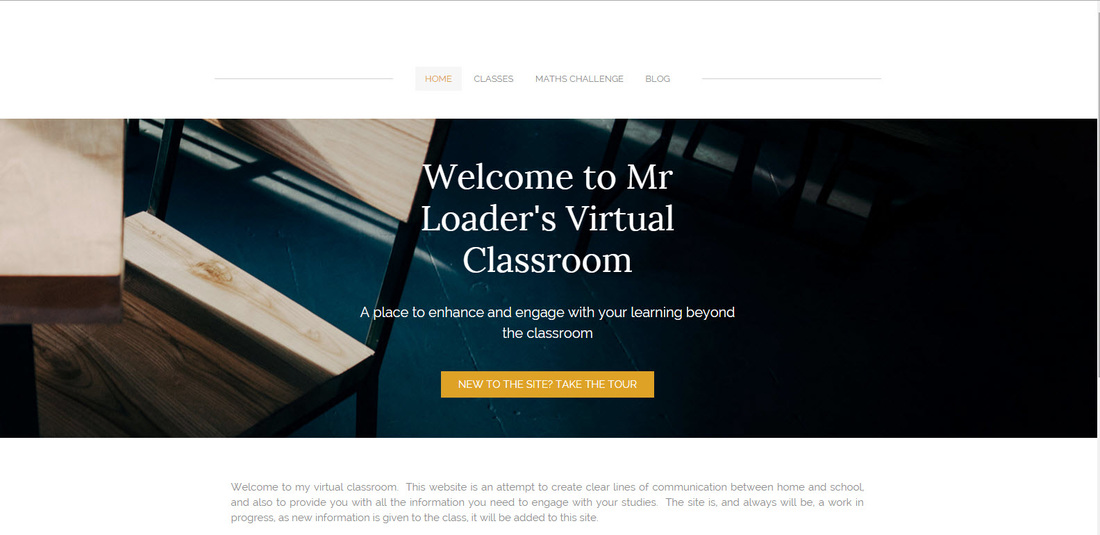 HOME CLASSES MATHS CHALLENGE BLOG
Welcome to Mr
Loader's Virtual
Classroom
A place to enhance and engage with your learning beyond
the classroom
NEW TO THE SITE? TAKE THE TOUR
Welcome to my virtual classroom.  This website is an attempt to create clear lines of communication between home and school,
and also to provide you with all the information you need to engage with your studies.  The site is, and always will be, a work in
progress, as new information is given to the class, it will be added to this site.